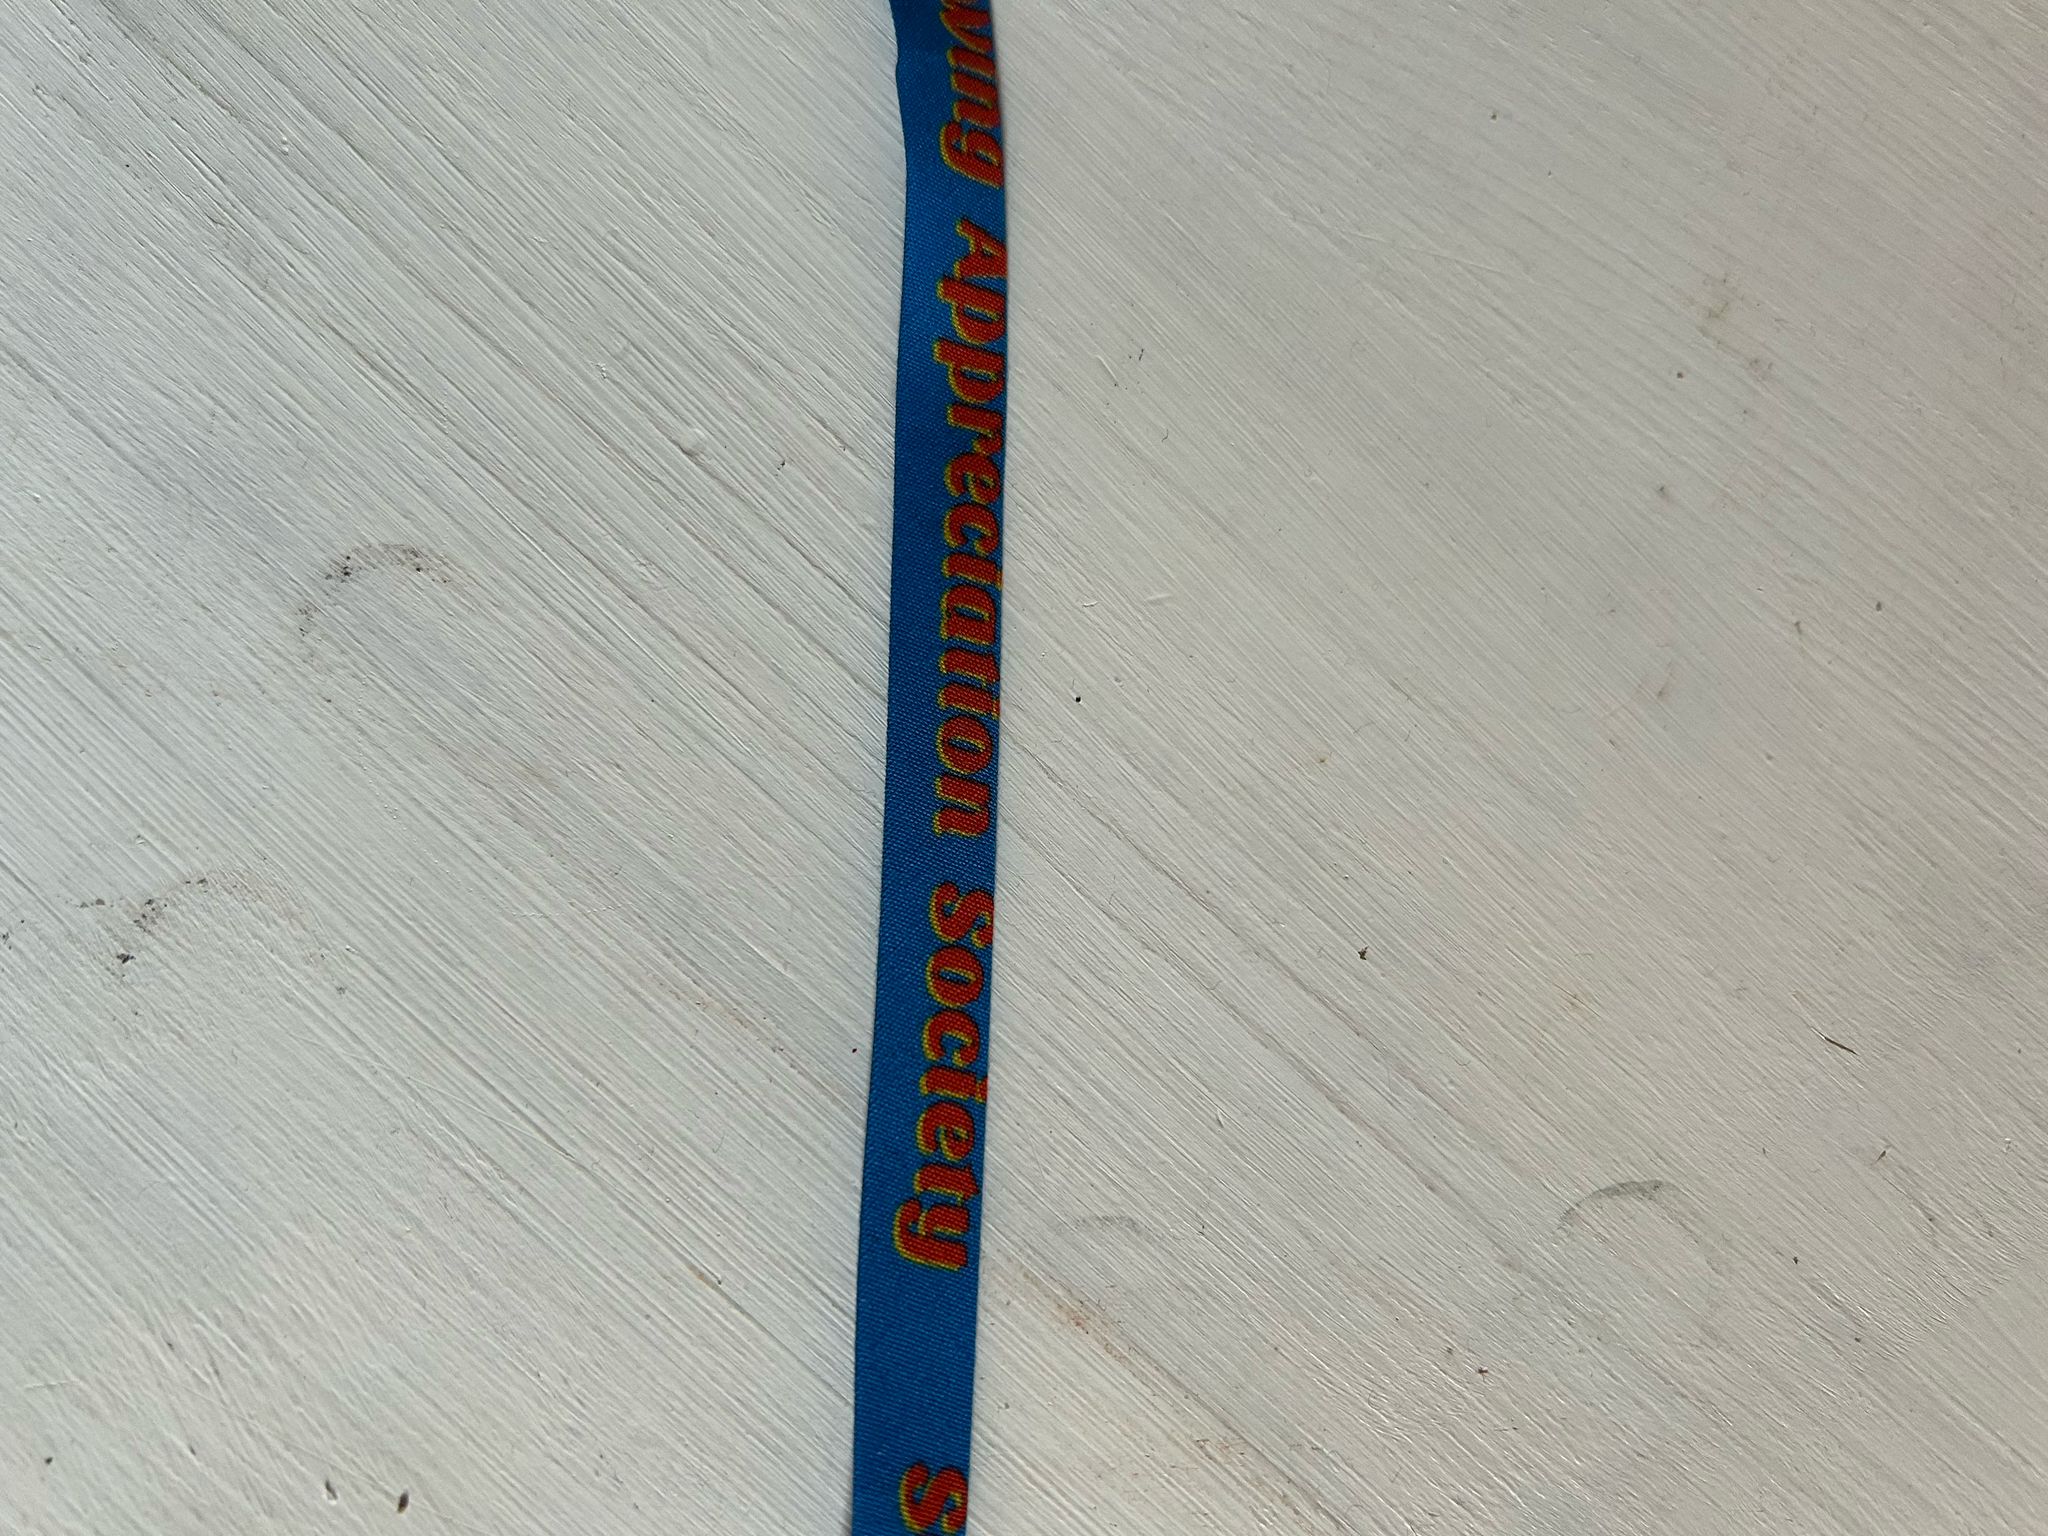 Appreciation Society S